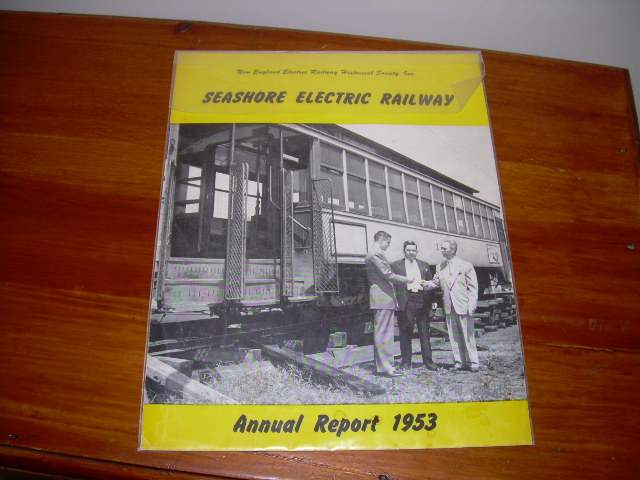 New England Electric Railway Historical Society, Inc.
SEASHORE ELECTRIC RAILWAY
Annual Report 1953